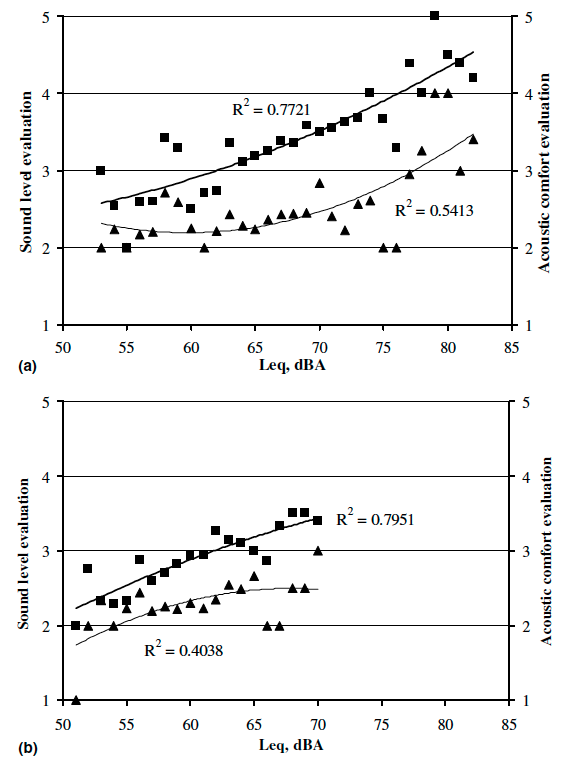 5
5
4
4
3
3
2
2
1
1
R² = 0.7721
R² = 0.5413
Sound level evaluation
Acoustic comfort evaluation
50 55 60 65 70 75 80 85
Leq, dBA
(a)
5
5
4
4
3
3
2
2
1
1
R² = 0.7951
R² = 0.4038
Sound level evaluation
Acoustic comfort evaluation
50 55 60 65 70 75 80 85
Leq, dBA
(b)